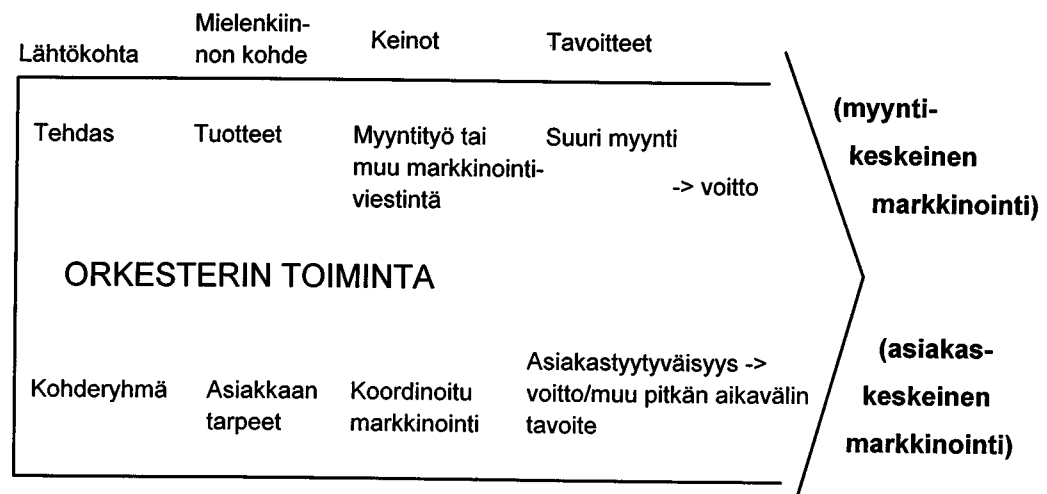 Lähtökohta
Mielenkiin-
non kohde
Keinot
Tavoitteet
Tehdas
Tuotteet
Myyntityö tai
muu markkinointi-
viestintä
Suuri myynti
-> voitto
(myynti-
keskeinen
markkinointi)
ORKESTERIN TOIMINTA
Kohderyhmä
Asiakkaan
tarpeet
Koordinoitu
markkinointi
Asiakastyytyväisyys ->
voitto/muu pitkän aikavälin
tavoite
(asiakas-
keskeinen
markkinointi)